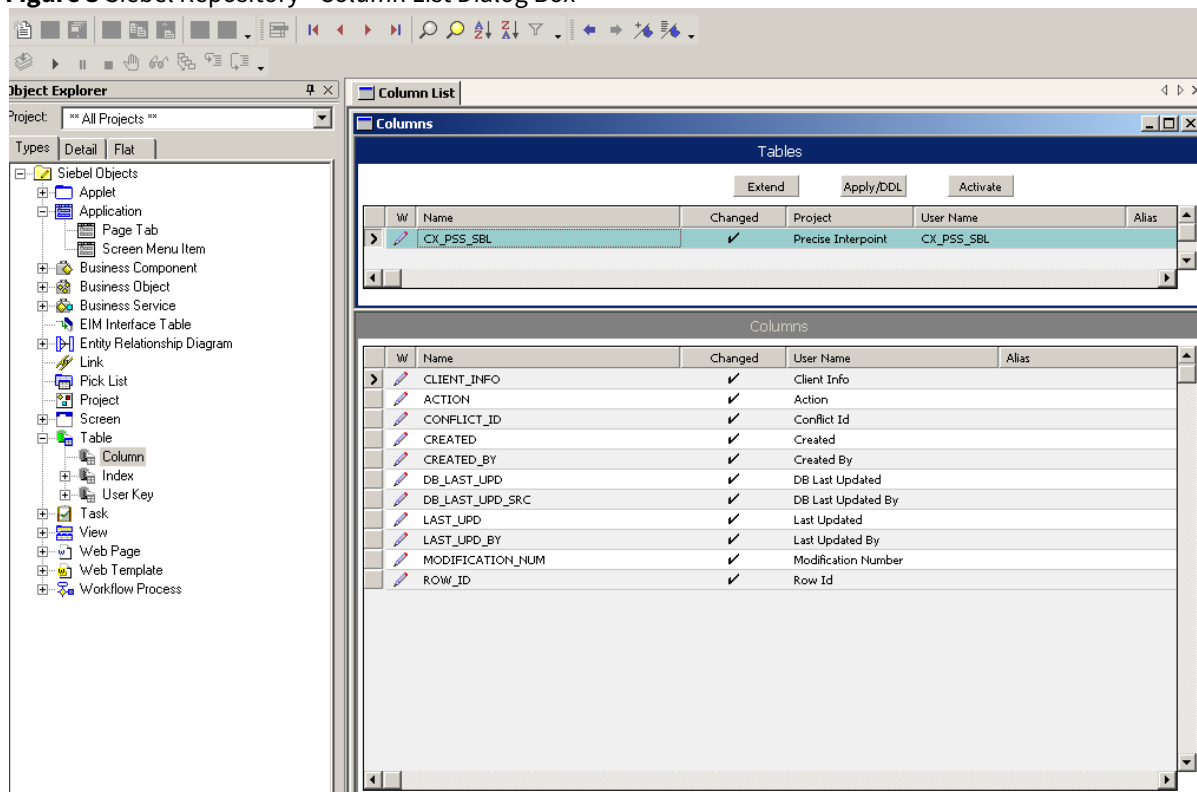 Figure 8 Siebel Repository - Column List Dialog Box
Object Explorer
Project: ** All Projects **
Types Detail Flat
Siebel Objects
Applet
Application
Page Tab
Screen Menu Item
Business Component
Business Object
Business Service
EIM Interface Table
Entity Relationship Diagram
Link
Pick List
Project
Screen
Table
Column
Index
User Key
Task
View
Web Page
Web Template
Workflow Process
Column List
Columns
Tables
Extend Apply/DDL Activate
W Name Changed Project User Name Alias
CX_PSS_SBL Precise Interpoint CX_PSS_SBL
Columns
W Name Changed User Name Alias
CLIENT_INFO Client Info
ACTION Action
CONFLICT_ID Conflict Id
CREATED Created
CREATED_BY Created By
DB_LAST_UPD DB Last Updated
DB_LAST_UPD_SRC DB Last Updated By
LAST_UPD Last Updated
LAST_UPD_BY Last Updated By
MODIFICATION_NUM Modification Number
ROW_ID Row Id